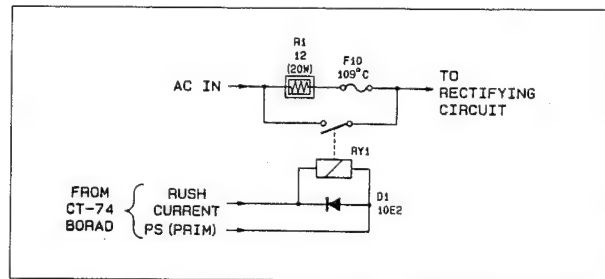 R1
12
(20W)
F10
109°C
AC IN
TO
RECTIFYING
CIRCUIT
RY1
FROM
CT-74
BORAD
RUSH
CURRENT
PS (PRIM)
D1
10E2